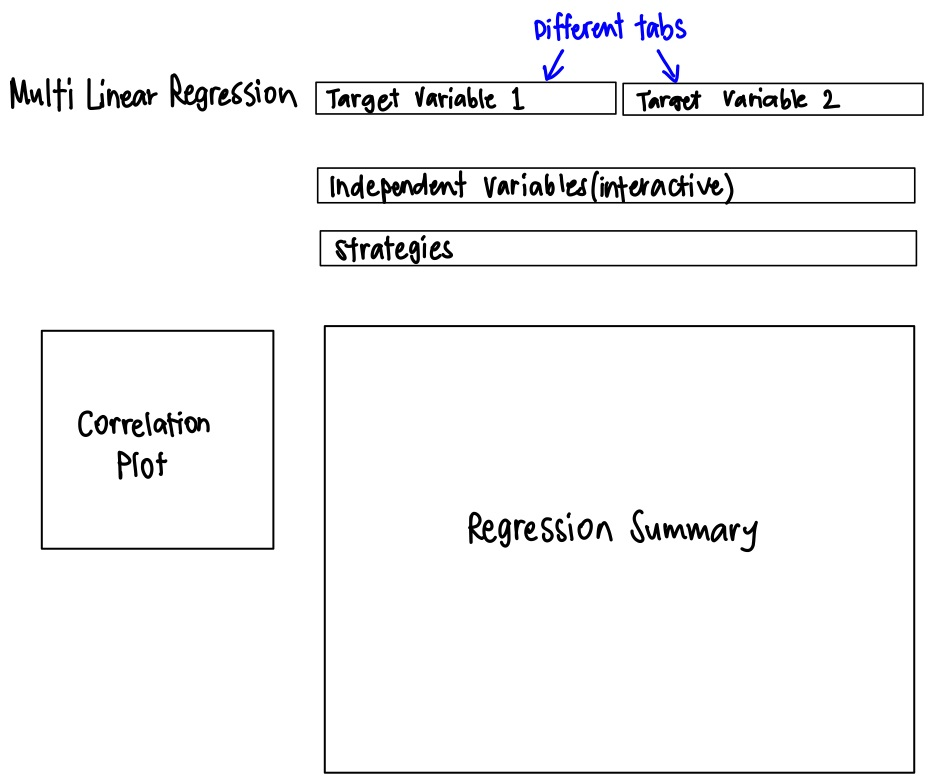 Different tabs
Multi Linear Regression
Target Variable 1
Target Variable 2
Independent Variables(interactive)
Strategies
Correlation
Plot
Regression Summary